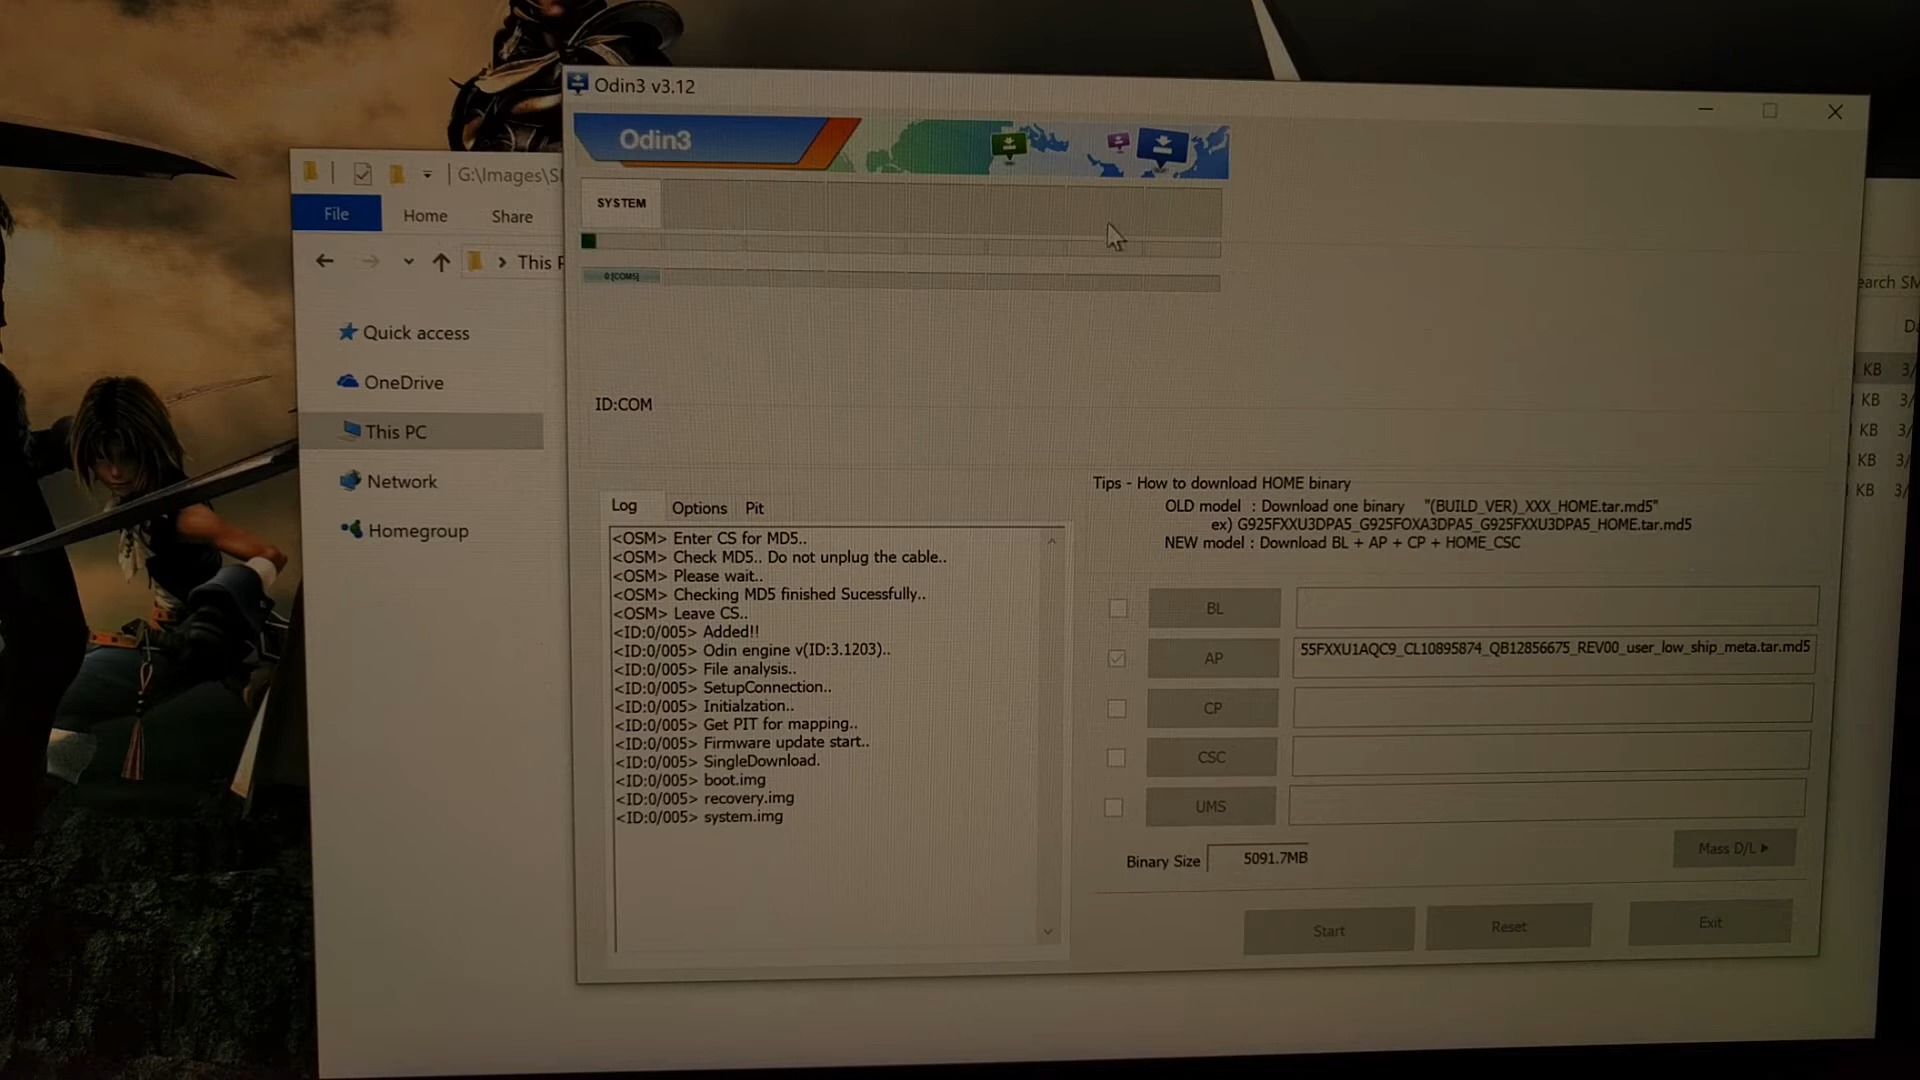 Odin3 v3.12
Odin3
G:\Images\S
File
Home
Share
SYSTEM
This P
0:[COM5]
earch SM
Quick access
OneDrive
This PC
Network
Homegroup
ID:COM
KB 3/
KB 3/
KB 3/
KB 3/
KB 3/
Log
Options
Pit
<OSM> Enter CS for MD5..
<OSM> Check MD5.. Do not unplug the cable..
<OSM> Please wait..
<OSM> Checking MD5 finished Sucessfully..
<OSM> Leave CS..
<ID:0/005> Added!!
<ID:0/005> Odin engine v(ID:3.1203)..
<ID:0/005> File analysis..
<ID:0/005> SetupConnection..
<ID:0/005> Initialzation..
<ID:0/005> Get PIT for mapping..
<ID:0/005> Firmware update start..
<ID:0/005> SingleDownload.
<ID:0/005> boot.img
<ID:0/005> recovery.img
<ID:0/005> system.img
Tips - How to download HOME binary
OLD model : Download one binary "(BUILD_VER)_XXX_HOME.tar.md5"
ex) G925FXXU3DPA5_G925FOXA3DPA5_G925FXXU3DPA5_HOME.tar.md5
NEW model : Download BL + AP + CP + HOME_CSC
BL
AP
55FXXU1AQC9_CL10895874_QB12856675_REV00_user_low_ship_meta.tar.md5
CP
CSC
UMS
Binary Size
5091.7MB
Mass D/L
Start
Reset
Exit